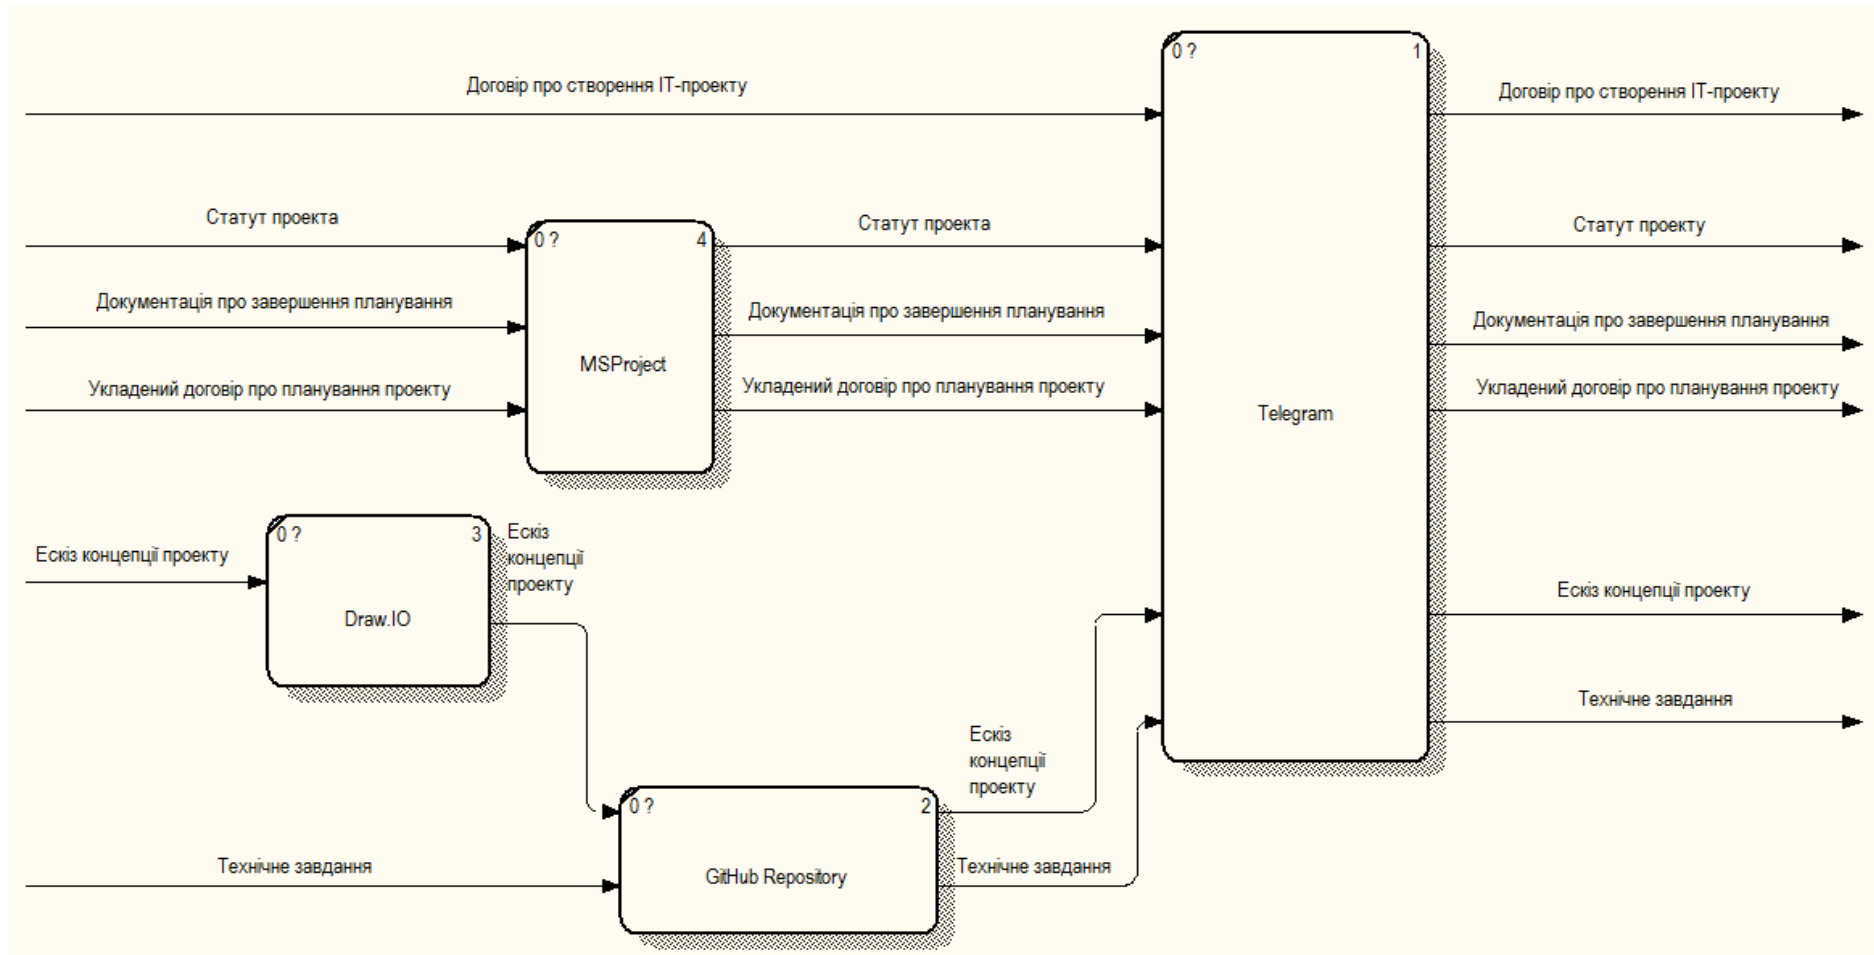 0 ?
1
Договір про створення ІТ-проекту
Договір про створення ІТ-проекту
Статут проекта
0 ?
4
Статут проекта
Статут проекту
Документація про завершення планування
Документація про завершення планування
Документація про завершення планування
MSProject
Укладений договір про планування проекту
Укладений договір про планування проекту
Укладений договір про планування проекту
Telegram
0 ?
3
Ескіз
концепції
проекту
Ескіз концепції проекту
Draw.IO
Ескіз концепції проекту
Технічне завдання
Ескіз
концепції
проекту
0 ?
2
Технічне завдання
GitHub Repository
Технічне завдання